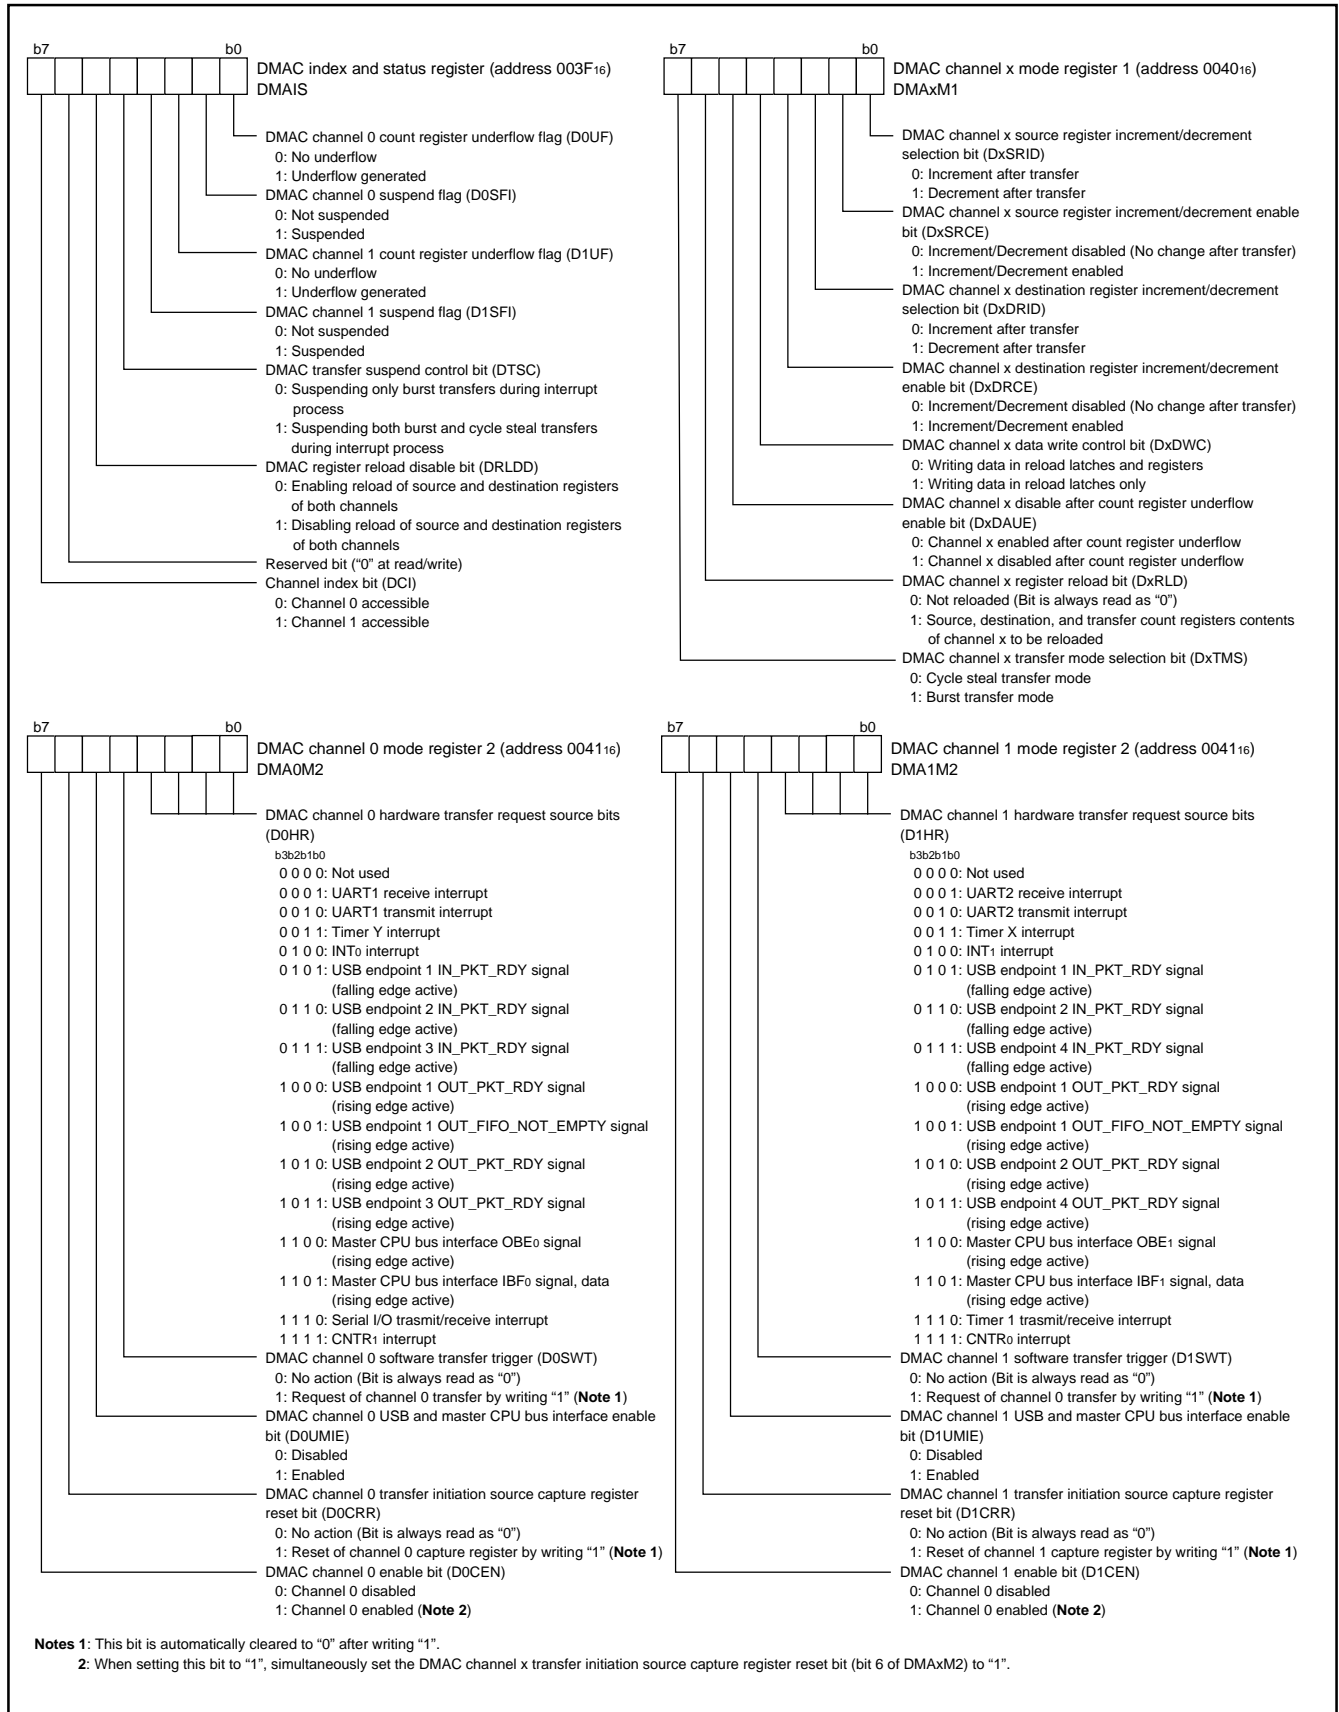 b7 b0
DMAC index and status register (address 003F16)
DMAIS
DMAC channel 0 count register underflow flag (D0UF)
0: No underflow
1: Underflow generated
DMAC channel 0 suspend flag (D0SFI)
0: Not suspended
1: Suspended
DMAC channel 1 count register underflow flag (D1UF)
0: No underflow
1: Underflow generated
DMAC channel 1 suspend flag (D1SFI)
0: Not suspended
1: Suspended
DMAC transfer suspend control bit (DTSC)
0: Suspending only burst transfers during interrupt
process
1: Suspending both burst and cycle steal transfers
during interrupt process
DMAC register reload disable bit (DRLDD)
0: Enabling reload of source and destination registers
of both channels
1: Disabling reload of source and destination registers
of both channels
Reserved bit (“0” at read/write)
Channel index bit (DCI)
0: Channel 0 accessible
1: Channel 1 accessible
b7 b0
DMAC channel x mode register 1 (address 004016)
DMAxM1
DMAC channel x source register increment/decrement
selection bit (DxSRID)
0: Increment after transfer
1: Decrement after transfer
DMAC channel x source register increment/decrement enable
bit (DxSRCE)
0: Increment/Decrement disabled (No change after transfer)
1: Increment/Decrement enabled
DMAC channel x destination register increment/decrement
selection bit (DxDRID)
0: Increment after transfer
1: Decrement after transfer
DMAC channel x destination register increment/decrement
enable bit (DxDRCE)
0: Increment/Decrement disabled (No change after transfer)
1: Increment/Decrement enabled
DMAC channel x data write control bit (DxDWC)
0: Writing data in reload latches and registers
1: Writing data in reload latches only
DMAC channel x disable after count register underflow
enable bit (DxDAUE)
0: Channel x enabled after count register underflow
1: Channel x disabled after count register underflow
DMAC channel x register reload bit (DxRLD)
0: Not reloaded (Bit is always read as “0”)
1: Source, destination, and transfer count registers contents
of channel x to be reloaded
DMAC channel x transfer mode selection bit (DxTMS)
0: Cycle steal transfer mode
1: Burst transfer mode
b7 b0
DMAC channel 0 mode register 2 (address 004116)
DMA0M2
DMAC channel 0 hardware transfer request source bits
(D0HR)
b3b2b1b0
0 0 0 0: Not used
0 0 0 1: UART1 receive interrupt
0 0 1 0: UART1 transmit interrupt
0 0 1 1: Timer Y interrupt
0 1 0 0: INT0 interrupt
0 1 0 1: USB endpoint 1 IN_PKT_RDY signal
(falling edge active)
0 1 1 0: USB endpoint 2 IN_PKT_RDY signal
(falling edge active)
0 1 1 1: USB endpoint 3 IN_PKT_RDY signal
(falling edge active)
1 0 0 0: USB endpoint 1 OUT_PKT_RDY signal
(rising edge active)
1 0 0 1: USB endpoint 1 OUT_FIFO_NOT_EMPTY signal
(rising edge active)
1 0 1 0: USB endpoint 2 OUT_PKT_RDY signal
(rising edge active)
1 0 1 1: USB endpoint 3 OUT_PKT_RDY signal
(rising edge active)
1 1 0 0: Master CPU bus interface OBE0 signal
(rising edge active)
1 1 0 1: Master CPU bus interface IBF0 signal, data
(rising edge active)
1 1 1 0: Serial I/O trasmit/receive interrupt
1 1 1 1: CNTR1 interrupt
DMAC channel 0 software transfer trigger (D0SWT)
0: No action (Bit is always read as “0”)
1: Request of channel 0 transfer by writing “1” (Note 1)
DMAC channel 0 USB and master CPU bus interface enable
bit (D0UMIE)
0: Disabled
1: Enabled
DMAC channel 0 transfer initiation source capture register
reset bit (D0CRR)
0: No action (Bit is always read as “0”)
1: Reset of channel 0 capture register by writing “1” (Note 1)
DMAC channel 0 enable bit (D0CEN)
0: Channel 0 disabled
1: Channel 0 enabled (Note 2)
b7 b0
DMAC channel 1 mode register 2 (address 004116)
DMA1M2
DMAC channel 1 hardware transfer request source bits
(D1HR)
b3b2b1b0
0 0 0 0: Not used
0 0 0 1: UART2 receive interrupt
0 0 1 0: UART2 transmit interrupt
0 0 1 1: Timer X interrupt
0 1 0 0: INT1 interrupt
0 1 0 1: USB endpoint 1 IN_PKT_RDY signal
(falling edge active)
0 1 1 0: USB endpoint 2 IN_PKT_RDY signal
(falling edge active)
0 1 1 1: USB endpoint 4 IN_PKT_RDY signal
(falling edge active)
1 0 0 0: USB endpoint 1 OUT_PKT_RDY signal
(rising edge active)
1 0 0 1: USB endpoint 1 OUT_FIFO_NOT_EMPTY signal
(rising edge active)
1 0 1 0: USB endpoint 2 OUT_PKT_RDY signal
(rising edge active)
1 0 1 1: USB endpoint 4 OUT_PKT_RDY signal
(rising edge active)
1 1 0 0: Master CPU bus interface OBE1 signal
(rising edge active)
1 1 0 1: Master CPU bus interface IBF1 signal, data
(rising edge active)
1 1 1 0: Timer 1 trasmit/receive interrupt
1 1 1 1: CNTR0 interrupt
DMAC channel 1 software transfer trigger (D1SWT)
0: No action (Bit is always read as “0”)
1: Request of channel 0 transfer by writing “1” (Note 1)
DMAC channel 1 USB and master CPU bus interface enable
bit (D1UMIE)
0: Disabled
1: Enabled
DMAC channel 1 transfer initiation source capture register
reset bit (D1CRR)
0: No action (Bit is always read as “0”)
1: Reset of channel 1 capture register by writing “1” (Note 1)
DMAC channel 1 enable bit (D1CEN)
0: Channel 0 disabled
1: Channel 0 enabled (Note 2)
Notes 1: This bit is automatically cleared to “0” after writing “1”.
2: When setting this bit to “1”, simultaneously set the DMAC channel x transfer initiation source capture register reset bit (bit 6 of DMAxM2) to “1”.